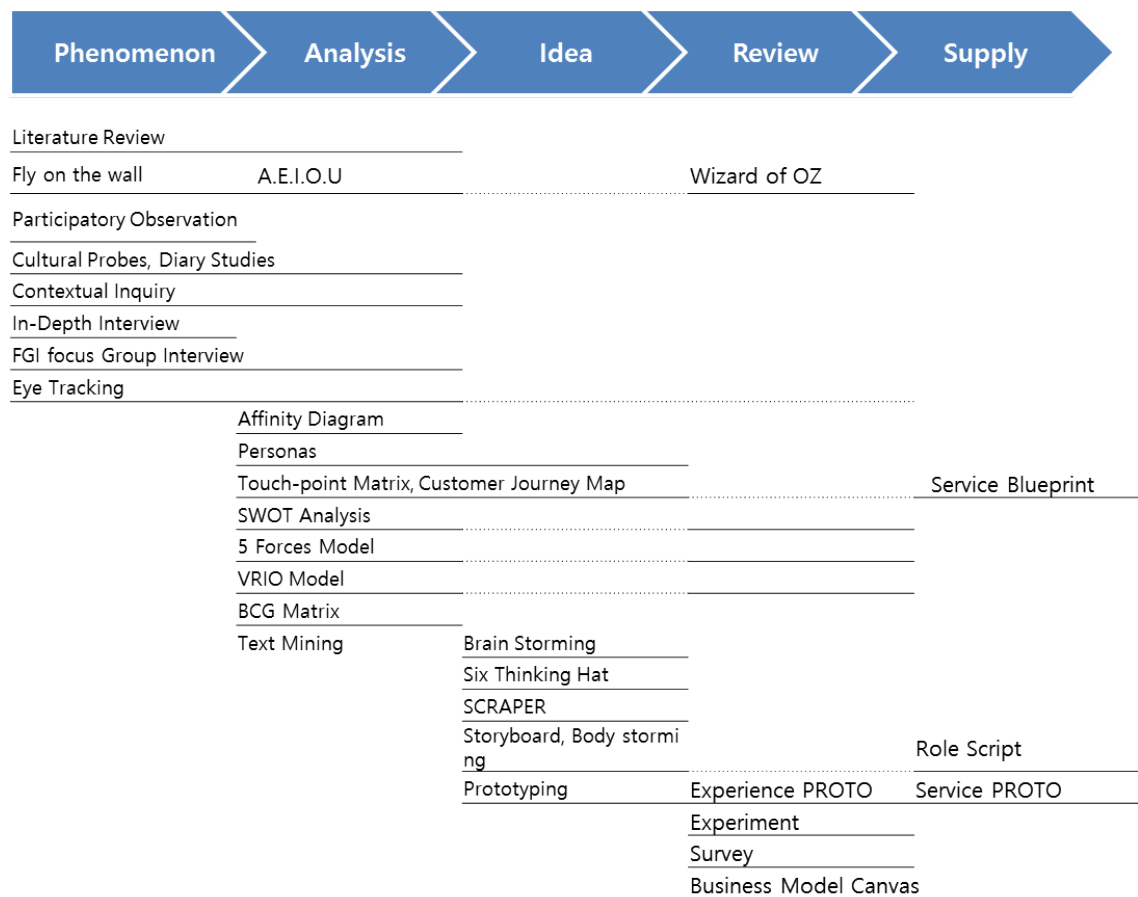 Phenomenon
Analysis
Idea
Review
Supply
Literature Review
Fly on the wall
A.E.I.O.U
Wizard of OZ
Participatory Observation
Cultural Probes, Diary Studies
Contextual Inquiry
In-Depth Interview
FGI focus Group Interview
Eye Tracking
Affinity Diagram
Personas
Touch-point Matrix, Customer Journey Map
Service Blueprint
SWOT Analysis
5 Forces Model
VRIO Model
BCG Matrix
Text Mining
Brain Storming
Six Thinking Hat
SCRAPER
Storyboard, Body stormi
ng
Role Script
Prototyping
Experience PROTO
Service PROTO
Experiment
Survey
Business Model Canvas